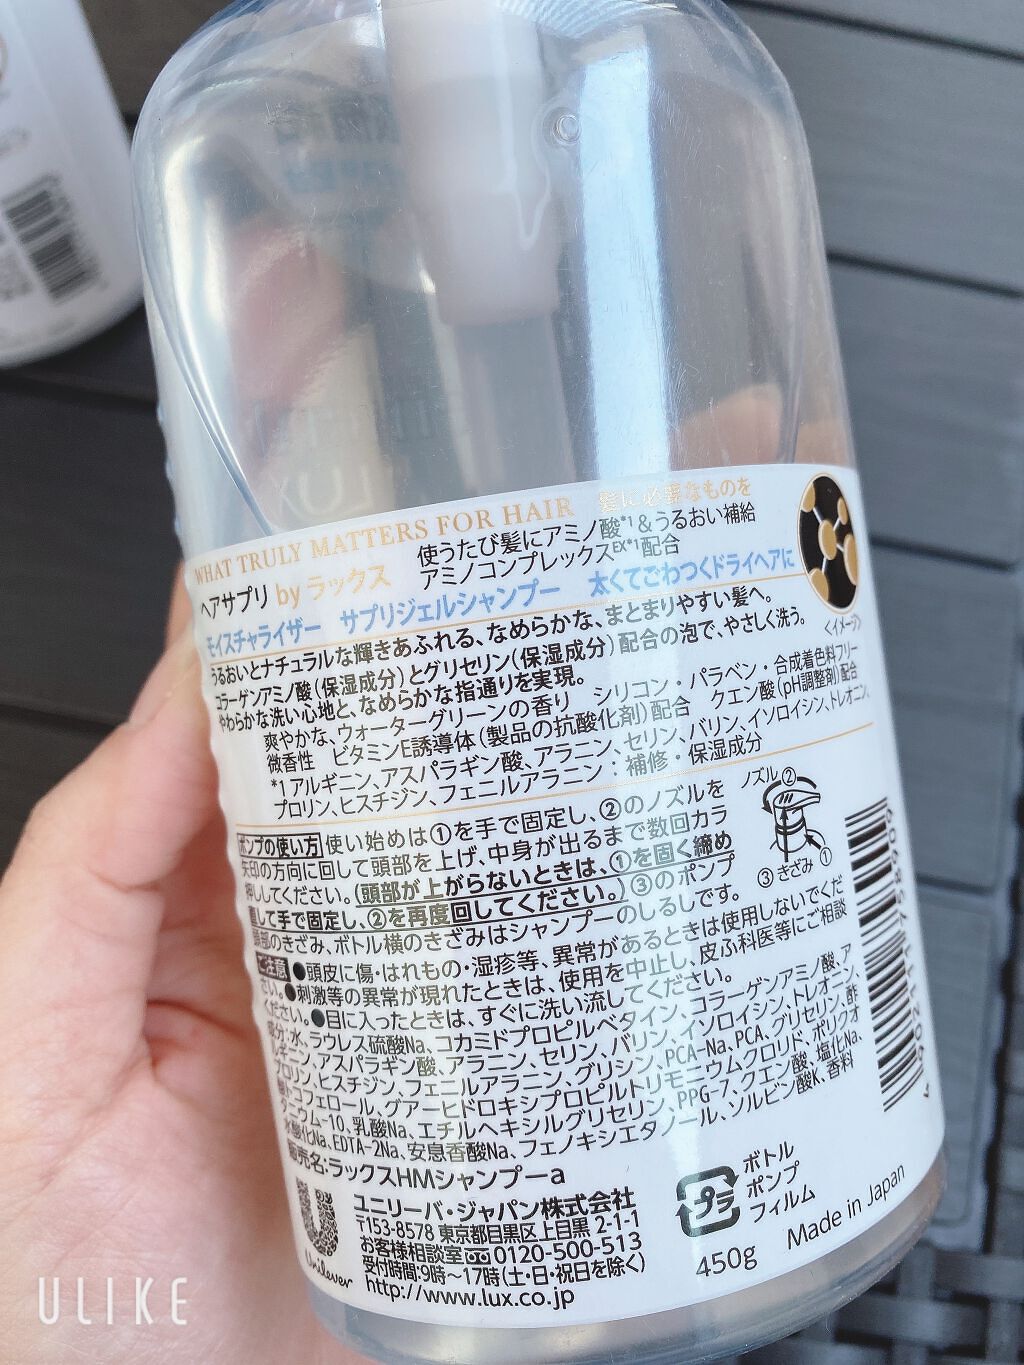 WHAT TRULY MATTERS FOR HAIR 髪に必要なものを
ヘアサプリ by ラックス
使うたび髪にアミノ酸*1&うるおい補給
アミノコンプレックスEX*1配合
モイスチャライザー サプリジェルシャンプー 太くてごわつくドライヘアに
うるおいとナチュラルな輝きあふれる、なめらかな、まとまりやすい髪へ。
コラーゲンアミノ酸(保湿成分)とグリセリン(保湿成分)配合の泡で、やさしく洗う。
やわらかな洗い心地と、なめらかな指通りを実現。
<イメージ>
爽やかな、ウォーターグリーンの香り シリコン・パラベン・合成着色料フリー
微香性 ビタミンE誘導体(製品の抗酸化剤)配合 クエン酸(pH調整剤)配合
*1 アルギニン、アスパラギン酸、アラニン、セリン、バリン、イソロイシン、トレオニン、
プロリン、ヒスチジン、フェニルアラニン:補修・保湿成分
ポンプの使い方 使い始めは①を手で固定し、②のノズルを
矢印の方向に回して頭部を上げ、中身が出るまで数回カラ
押ししてください。(頭部が上がらないときは、①を固く締め
直して手で固定し、②を再度回してください。)③のポンプ
頭部のきざみ、ボトル横のきざみはシャンプーのしるしです。
ノズル②
①
③きざみ
ご注意 ●頭皮に傷・はれもの・湿疹等、異常があるときは使用しないでくだ
さい。●刺激等の異常が現れたときは、使用を中止し、皮ふ科医等にご相談
ください。●目に入ったときは、すぐに洗い流してください。
成分:水、ラウレス硫酸Na、コカミドプロピルベタイン、コラーゲンアミノ酸、ア
ルギニン、アスパラギン酸、アラニン、セリン、バリン、イソロイシン、トレオニン、
プロリン、ヒスチジン、フェニルアラニン、グリシン、PCA-Na、PCA、グリセリン、酢
酸トコフェロール、グアーヒドロキシプロピルトリモニウムクロリド、ポリクオ
タニウム-10、乳酸Na、エチルヘキシルグリセリン、PPG-7、クエン酸、塩化Na、
水酸化Na、EDTA-2Na、安息香酸Na、フェノキシエタノール、ソルビン酸K、香料
販売名:ラックスHMシャンプーa
Unilever
ユニリーバ・ジャパン株式会社
〒153-8578 東京都目黒区上目黒 2-1-1
お客様相談室 0120-500-513
受付時間:9時〜17時(土・日・祝日を除く)
http://www.lux.co.jp
プラ
ボトル
ポンプ
フィルム
450g Made in Japan
ULIKE